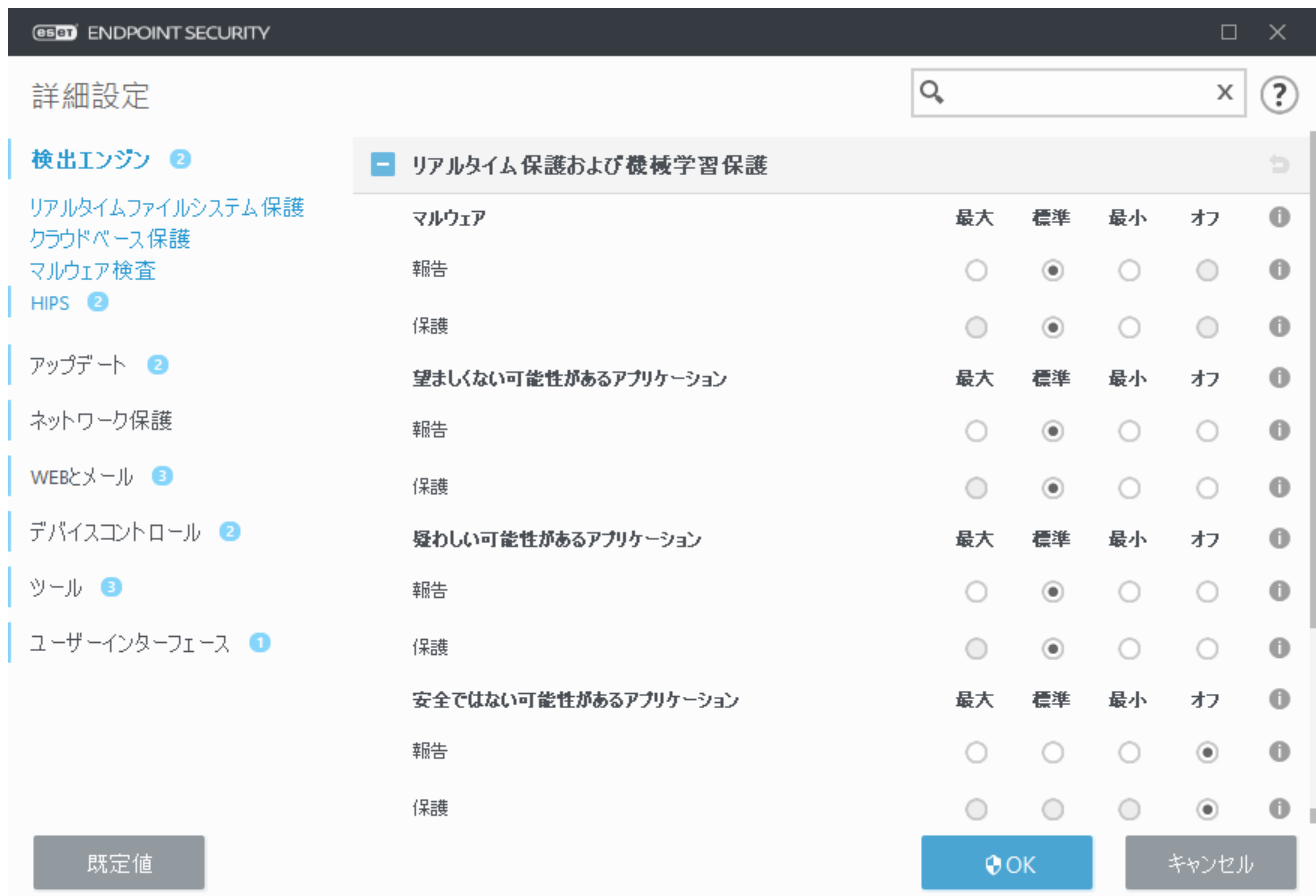 eset ENDPOINT SECURITY
詳細設定
検出エンジン 2
リアルタイムファイルシステム保護
クラウドベース保護
マルウェア検査
HIPS 2
アップデート 2
ネットワーク保護
WEBとメール 3
デバイスコントロール 2
ツール 3
ユーザーインターフェース 1
リアルタイム保護および機械学習保護
マルウェア 最大 標準 最小 オフ
報告
保護
望ましくない可能性があるアプリケーション 最大 標準 最小 オフ
報告
保護
疑わしい可能性があるアプリケーション 最大 標準 最小 オフ
報告
保護
安全ではない可能性があるアプリケーション 最大 標準 最小 オフ
報告
保護
既定値
OK
キャンセル